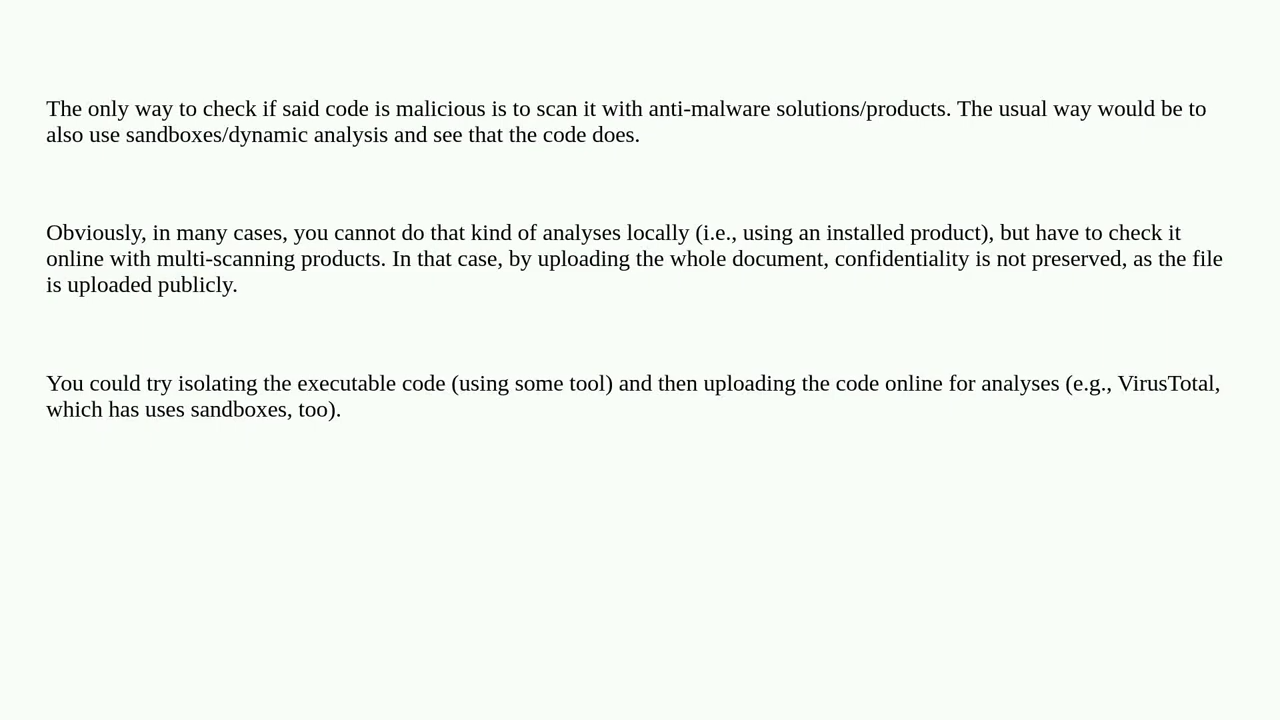 The only way to check if said code is malicious is to scan it with anti-malware solutions/products. The usual way would be to
also use sandboxes/dynamic analysis and see that the code does.
Obviously, in many cases, you cannot do that kind of analyses locally (i.e., using an installed product), but have to check it
online with multi-scanning products. In that case, by uploading the whole document, confidentiality is not preserved, as the file
is uploaded publicly.
You could try isolating the executable code (using some tool) and then uploading the code online for analyses (e.g., VirusTotal,
which has uses sandboxes, too).